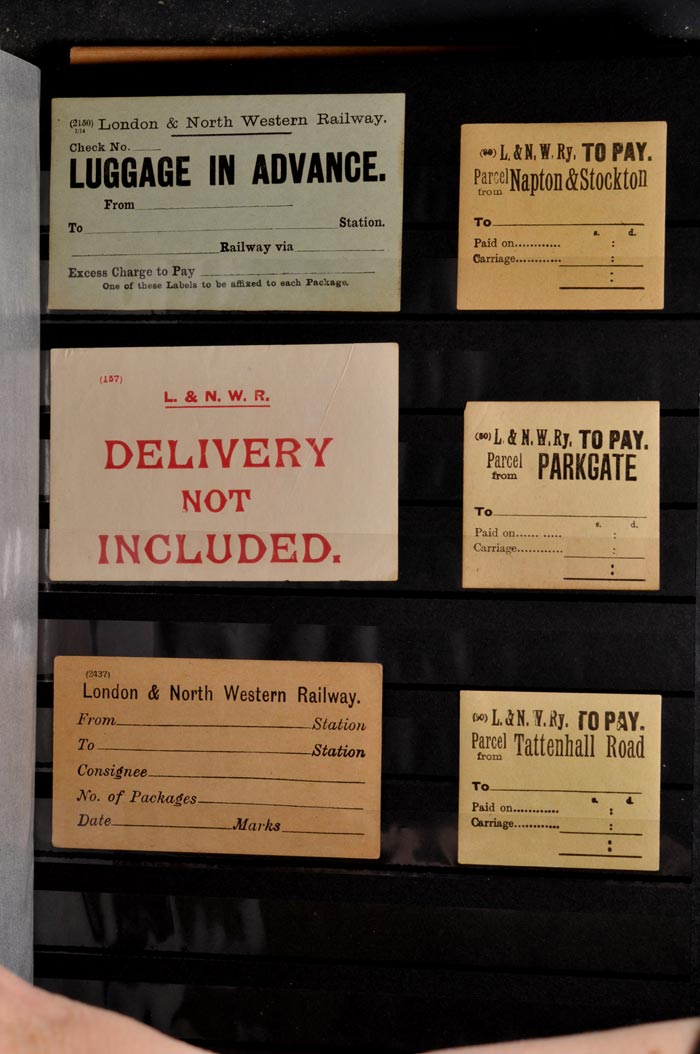 (2150) London & North Western Railway.
1/14
Check No.
LUGGAGE IN ADVANCE.
From
To Station.
Railway via
Excess Charge to Pay
One of these Labels to be affixed to each Package.
(157)
L. & N. W. R.
DELIVERY
NOT
INCLUDED.
(2437)
London & North Western Railway.
From Station
To Station
Consignee
No. of Packages
Date Marks
(80) L. & N. W. Ry. TO PAY.
Parcel from Napton & Stockton
To
s. d.
Paid on............ :
Carriage............
:
(80) L. & N. W. Ry. TO PAY.
Parcel from PARKGATE
To
s. d.
Paid on...... ..... :
Carriage............
:
L. & N. W. Ry. TO PAY.
Parcel from Tattenhall Road
To
s. d.
Paid on............ :
Carriage............
: